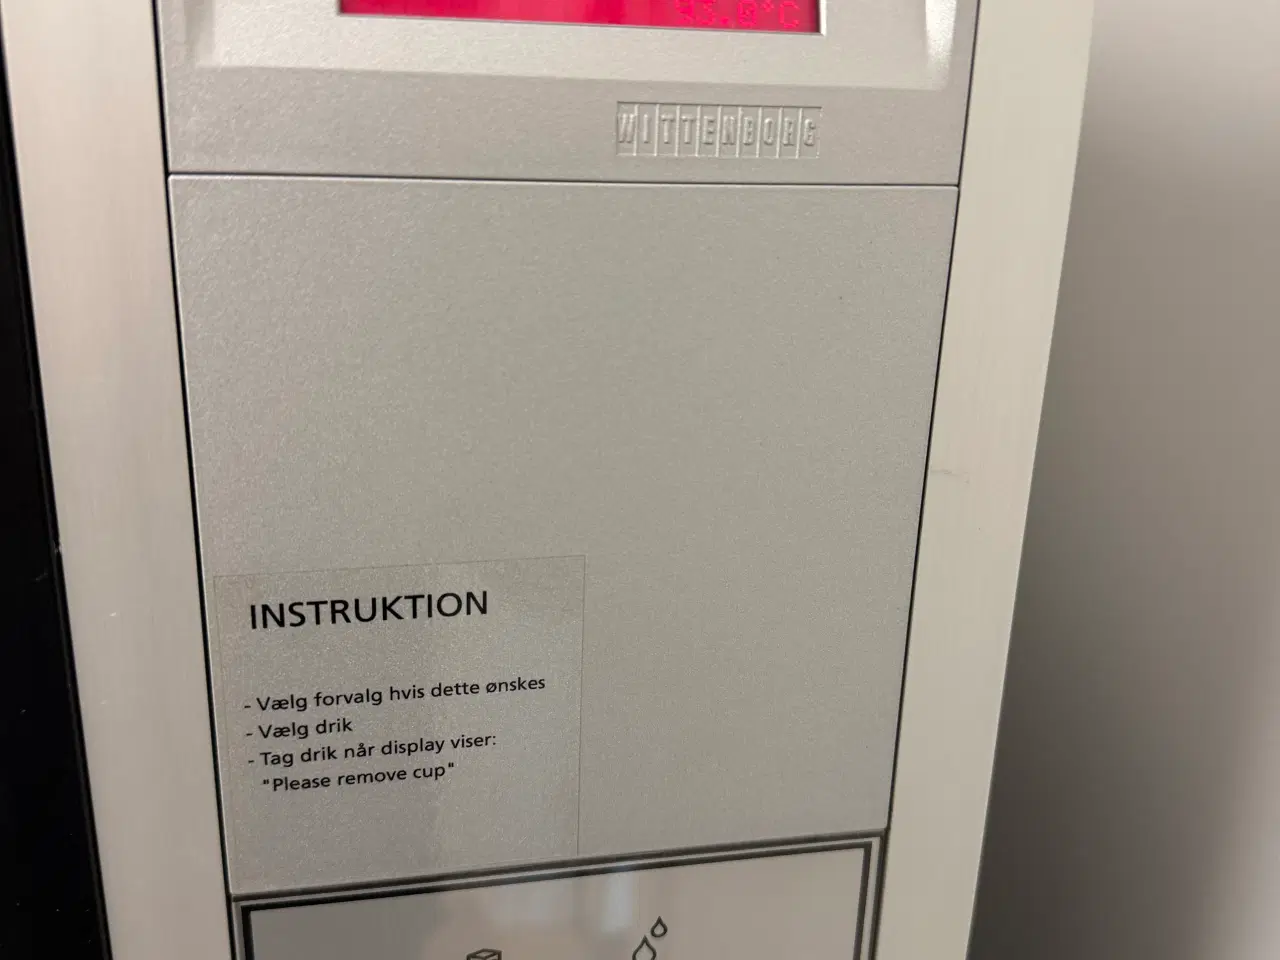 WITTENBORG
INSTRUKTION
- Vælg forvalg hvis dette ønskes
- Vælg drik
- Tag drik når display viser:
"Please remove cup"